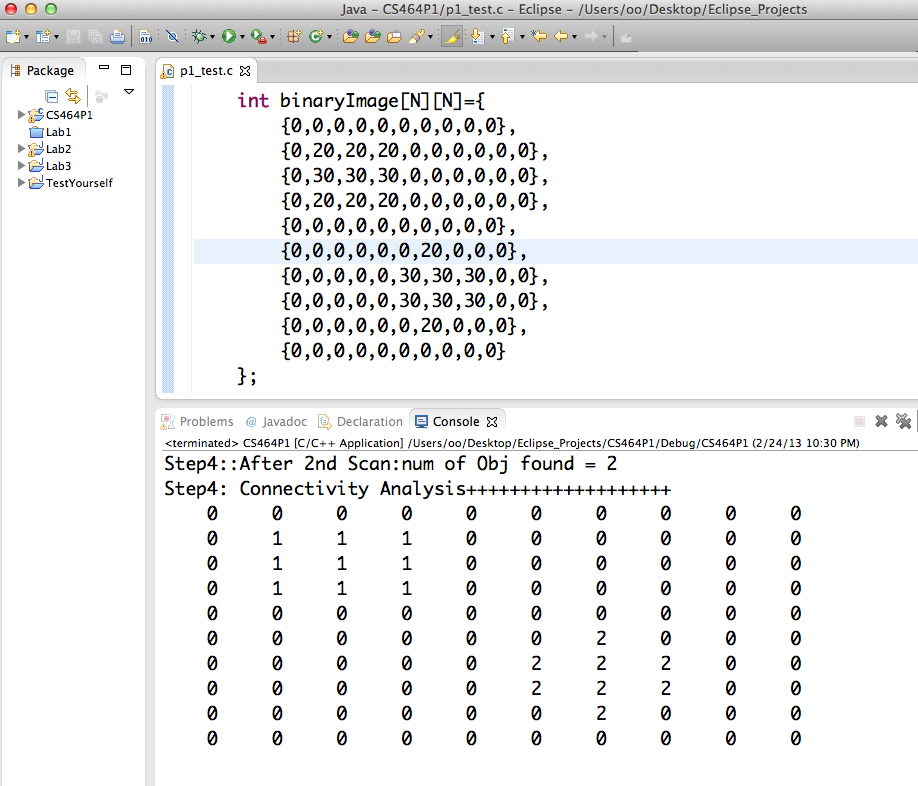 Java - CS464P1/p1_test.c - Eclipse - /Users/oo/Desktop/Eclipse_Projects
010
Package
CS464P1
Lab1
Lab2
Lab3
TestYourself
p1_test.c
int binaryImage[N][N]={
{0,0,0,0,0,0,0,0,0,0},
{0,20,20,20,0,0,0,0,0,0},
{0,30,30,30,0,0,0,0,0,0},
{0,20,20,20,0,0,0,0,0,0},
{0,0,0,0,0,0,0,0,0,0},
{0,0,0,0,0,0,20,0,0,0},
{0,0,0,0,0,30,30,30,0,0},
{0,0,0,0,0,30,30,30,0,0},
{0,0,0,0,0,0,20,0,0,0},
{0,0,0,0,0,0,0,0,0,0}
};
Problems @ Javadoc Declaration Console
<terminated> CS464P1 [C/C++ Application] /Users/oo/Desktop/Eclipse_Projects/CS464P1/Debug/CS464P1 (2/24/13 10:30 PM)
Step4::After 2nd Scan:num of Obj found = 2
Step4: Connectivity Analysis+++++++++++++++++++
0 0 0 0 0 0 0 0 0 0
0 1 1 1 0 0 0 0 0 0
0 1 1 1 0 0 0 0 0 0
0 1 1 1 0 0 0 0 0 0
0 0 0 0 0 0 0 0 0 0
0 0 0 0 0 0 2 0 0 0
0 0 0 0 0 2 2 2 0 0
0 0 0 0 0 2 2 2 0 0
0 0 0 0 0 0 2 0 0 0
0 0 0 0 0 0 0 0 0 0